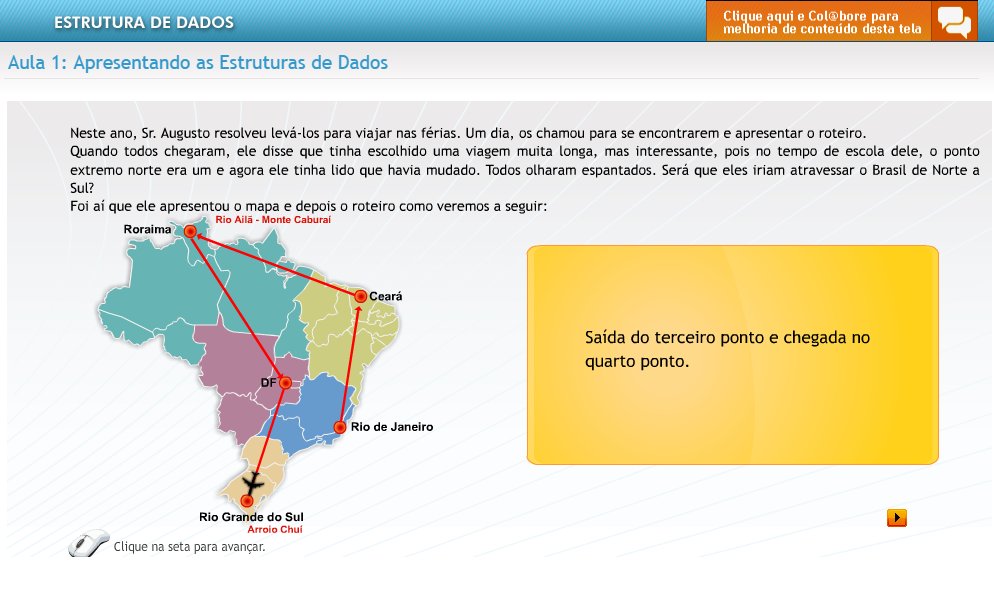 ESTRUTURA DE DADOS
Clique aqui e Col@bore para
melhoria de conteúdo desta tela
Aula 1: Apresentando as Estruturas de Dados
Neste ano, Sr. Augusto resolveu levá-los para viajar nas férias. Um dia, os chamou para se encontrarem e apresentar o roteiro.
Quando todos chegaram, ele disse que tinha escolhido uma viagem muita longa, mas interessante, pois no tempo de escola dele, o ponto
extremo norte era um e agora ele tinha lido que havia mudado. Todos olharam espantados. Será que eles iriam atravessar o Brasil de Norte a
Sul?
Foi aí que ele apresentou o mapa e depois o roteiro como veremos a seguir:
Rio Ailã - Monte Caburaí
Roraima
Ceará
DF
Rio de Janeiro
Rio Grande do Sul
Arroio Chuí
Saída do terceiro ponto e chegada no
quarto ponto.
Clique na seta para avançar.